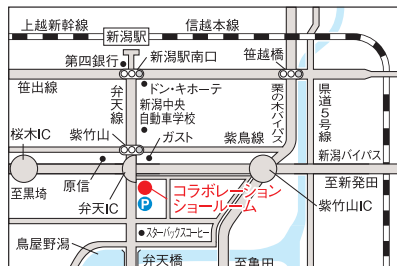 上越新幹線
新潟駅
信越本線
第四銀行
新潟駅南口
笹越橋
笹出線
弁天線
ドン・キホーテ
新潟中央
自動車学校
栗の木バイパス
県道5号線
桜木IC
紫竹山
ガスト
紫鳥線
新潟バイパス
至黒埼
原信
コラボレーション
ショールーム
至新発田
弁天IC
P
紫竹山IC
鳥屋野潟
スターバックスコーヒー
弁天橋
至亀田